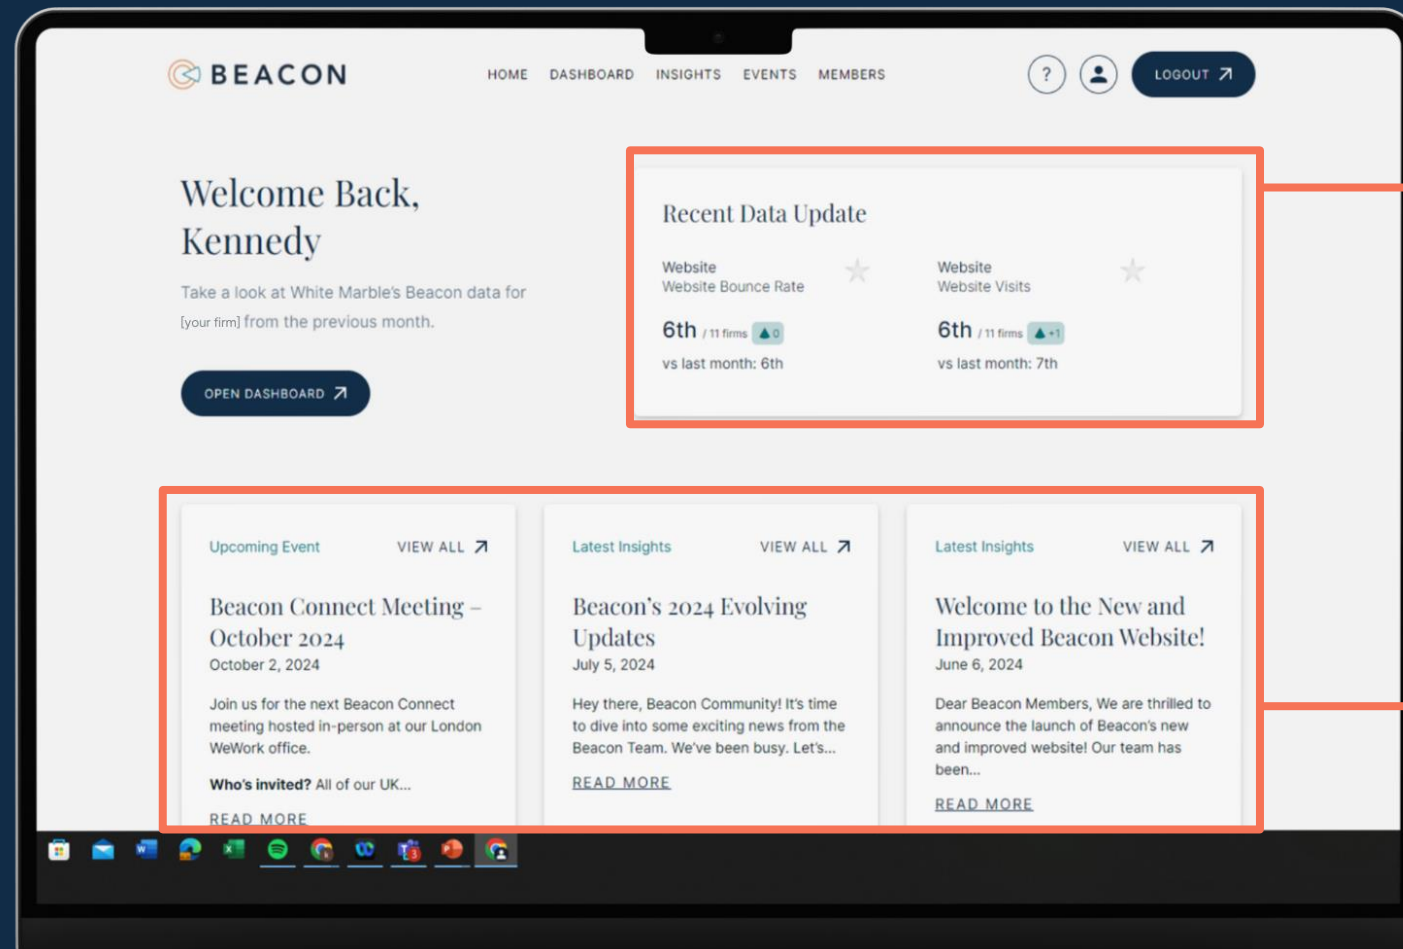 BEACON
HOME DASHBOARD INSIGHTS EVENTS MEMBERS
?
LOGOUT
Welcome Back,
Kennedy
Take a look at White Marble's Beacon data for
[your firm] from the previous month.
OPEN DASHBOARD
Recent Data Update
Website
Website Bounce Rate
6th / 11 firms ▲ 0
vs last month: 6th
Website
Website Visits
6th / 11 firms ▲ +1
vs last month: 7th
Upcoming Event VIEW ALL
Beacon Connect Meeting –
October 2024
October 2, 2024
Join us for the next Beacon Connect
meeting hosted in-person at our London
WeWork office.
Who's invited? All of our UK...
READ MORE
Latest Insights VIEW ALL
Beacon's 2024 Evolving
Updates
July 5, 2024
Hey there, Beacon Community! It's time
to dive into some exciting news from the
Beacon Team. We've been busy. Let's...
READ MORE
Latest Insights VIEW ALL
Welcome to the New and
Improved Beacon Website!
June 6, 2024
Dear Beacon Members, We are thrilled to
announce the launch of Beacon's new
and improved website! Our team has
been...
READ MORE